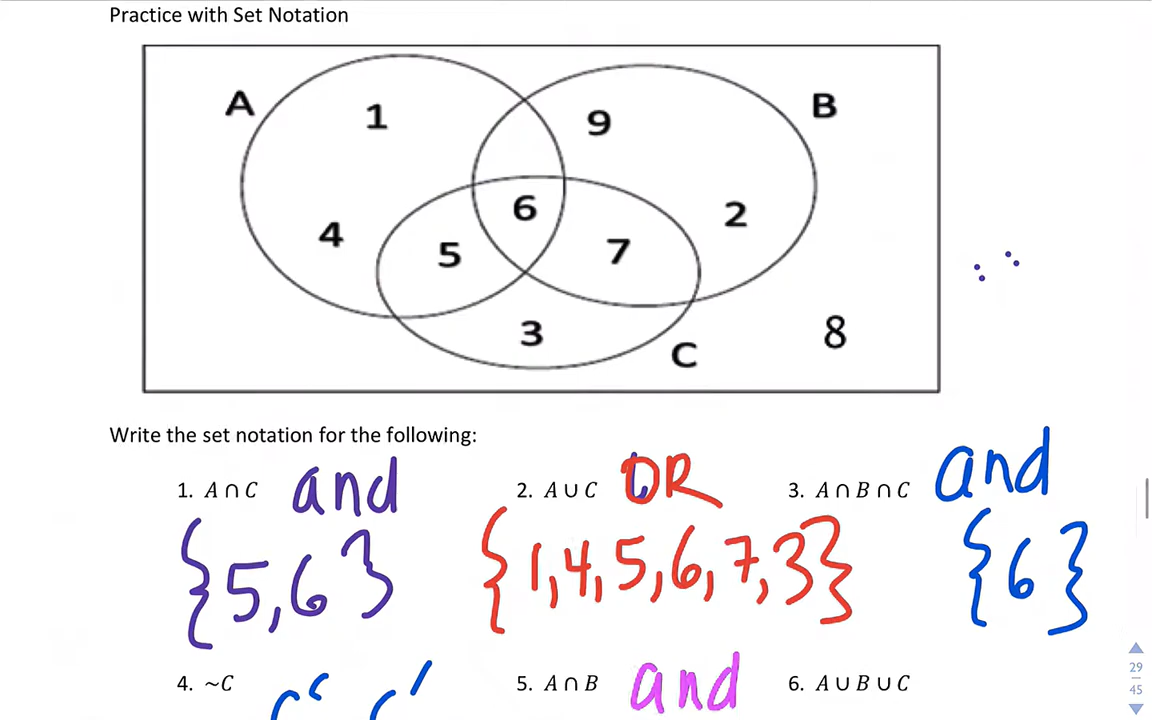 Practice with Set Notation
A
1
9
B
6
2
4
5
7
3
8
C
Write the set notation for the following:
1. A ∩ C and
2. A ∪ C OR
3. A ∩ B ∩ C and
{5,6}
{1,4,5,6,7,3}
{6}
4. ~C
5. A ∩ B and
6. A ∪ B ∪ C
29
45